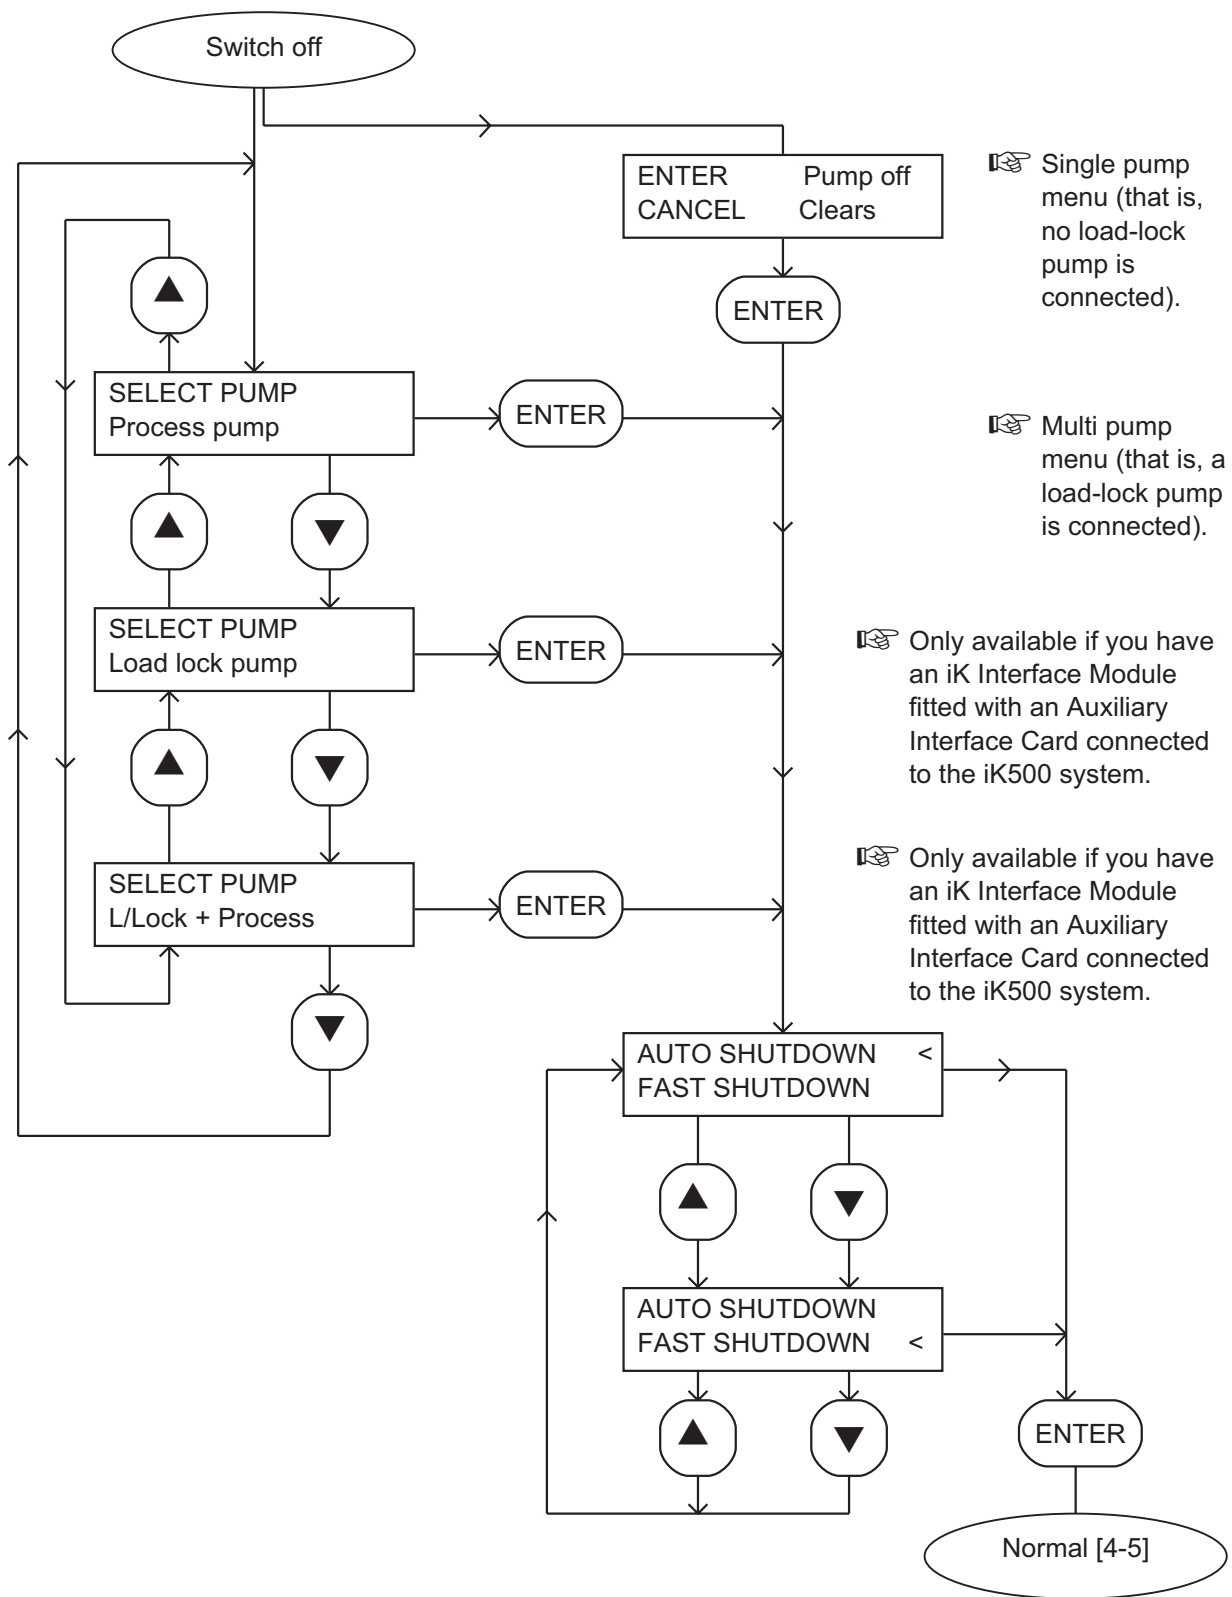 Switch off
ENTER Pump off
CANCEL Clears
☞ Single pump
menu (that is,
no load-lock
pump is
connected).
ENTER
SELECT PUMP
Process pump
ENTER
☞ Multi pump
menu (that is, a
load-lock pump
is connected).
SELECT PUMP
Load lock pump
ENTER
☞ Only available if you have
an iK Interface Module
fitted with an Auxiliary
Interface Card connected
to the iK500 system.
SELECT PUMP
L/Lock + Process
ENTER
☞ Only available if you have
an iK Interface Module
fitted with an Auxiliary
Interface Card connected
to the iK500 system.
AUTO SHUTDOWN <
FAST SHUTDOWN
AUTO SHUTDOWN
FAST SHUTDOWN <
ENTER
Normal [4-5]